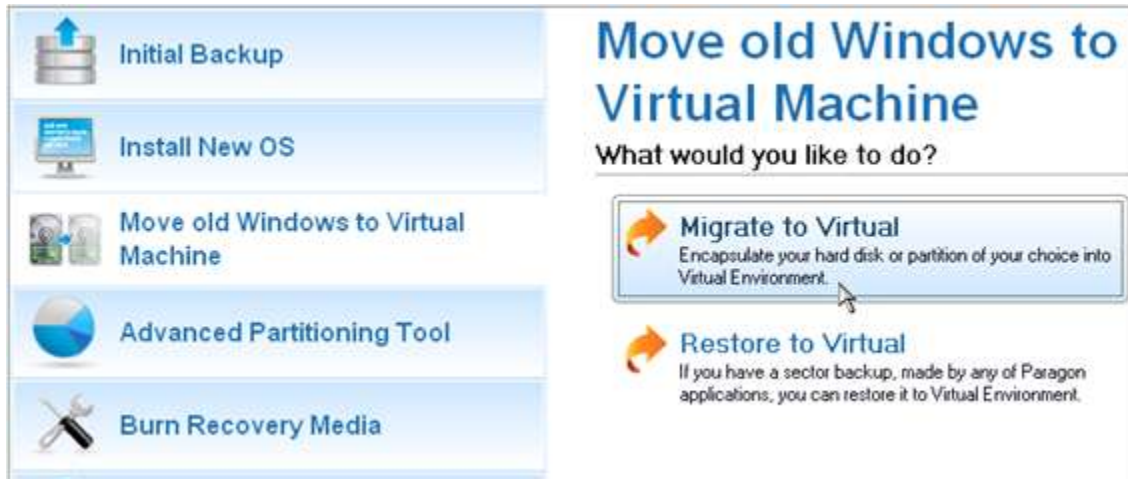 Initial Backup
Install New OS
Move old Windows to Virtual
Machine
Advanced Partitioning Tool
Burn Recovery Media
Move old Windows to
Virtual Machine
What would you like to do?
Migrate to Virtual
Encapsulate your hard disk or partition of your choice into
Virtual Environment.
Restore to Virtual
If you have a sector backup, made by any of Paragon
applications, you can restore it to Virtual Environment.